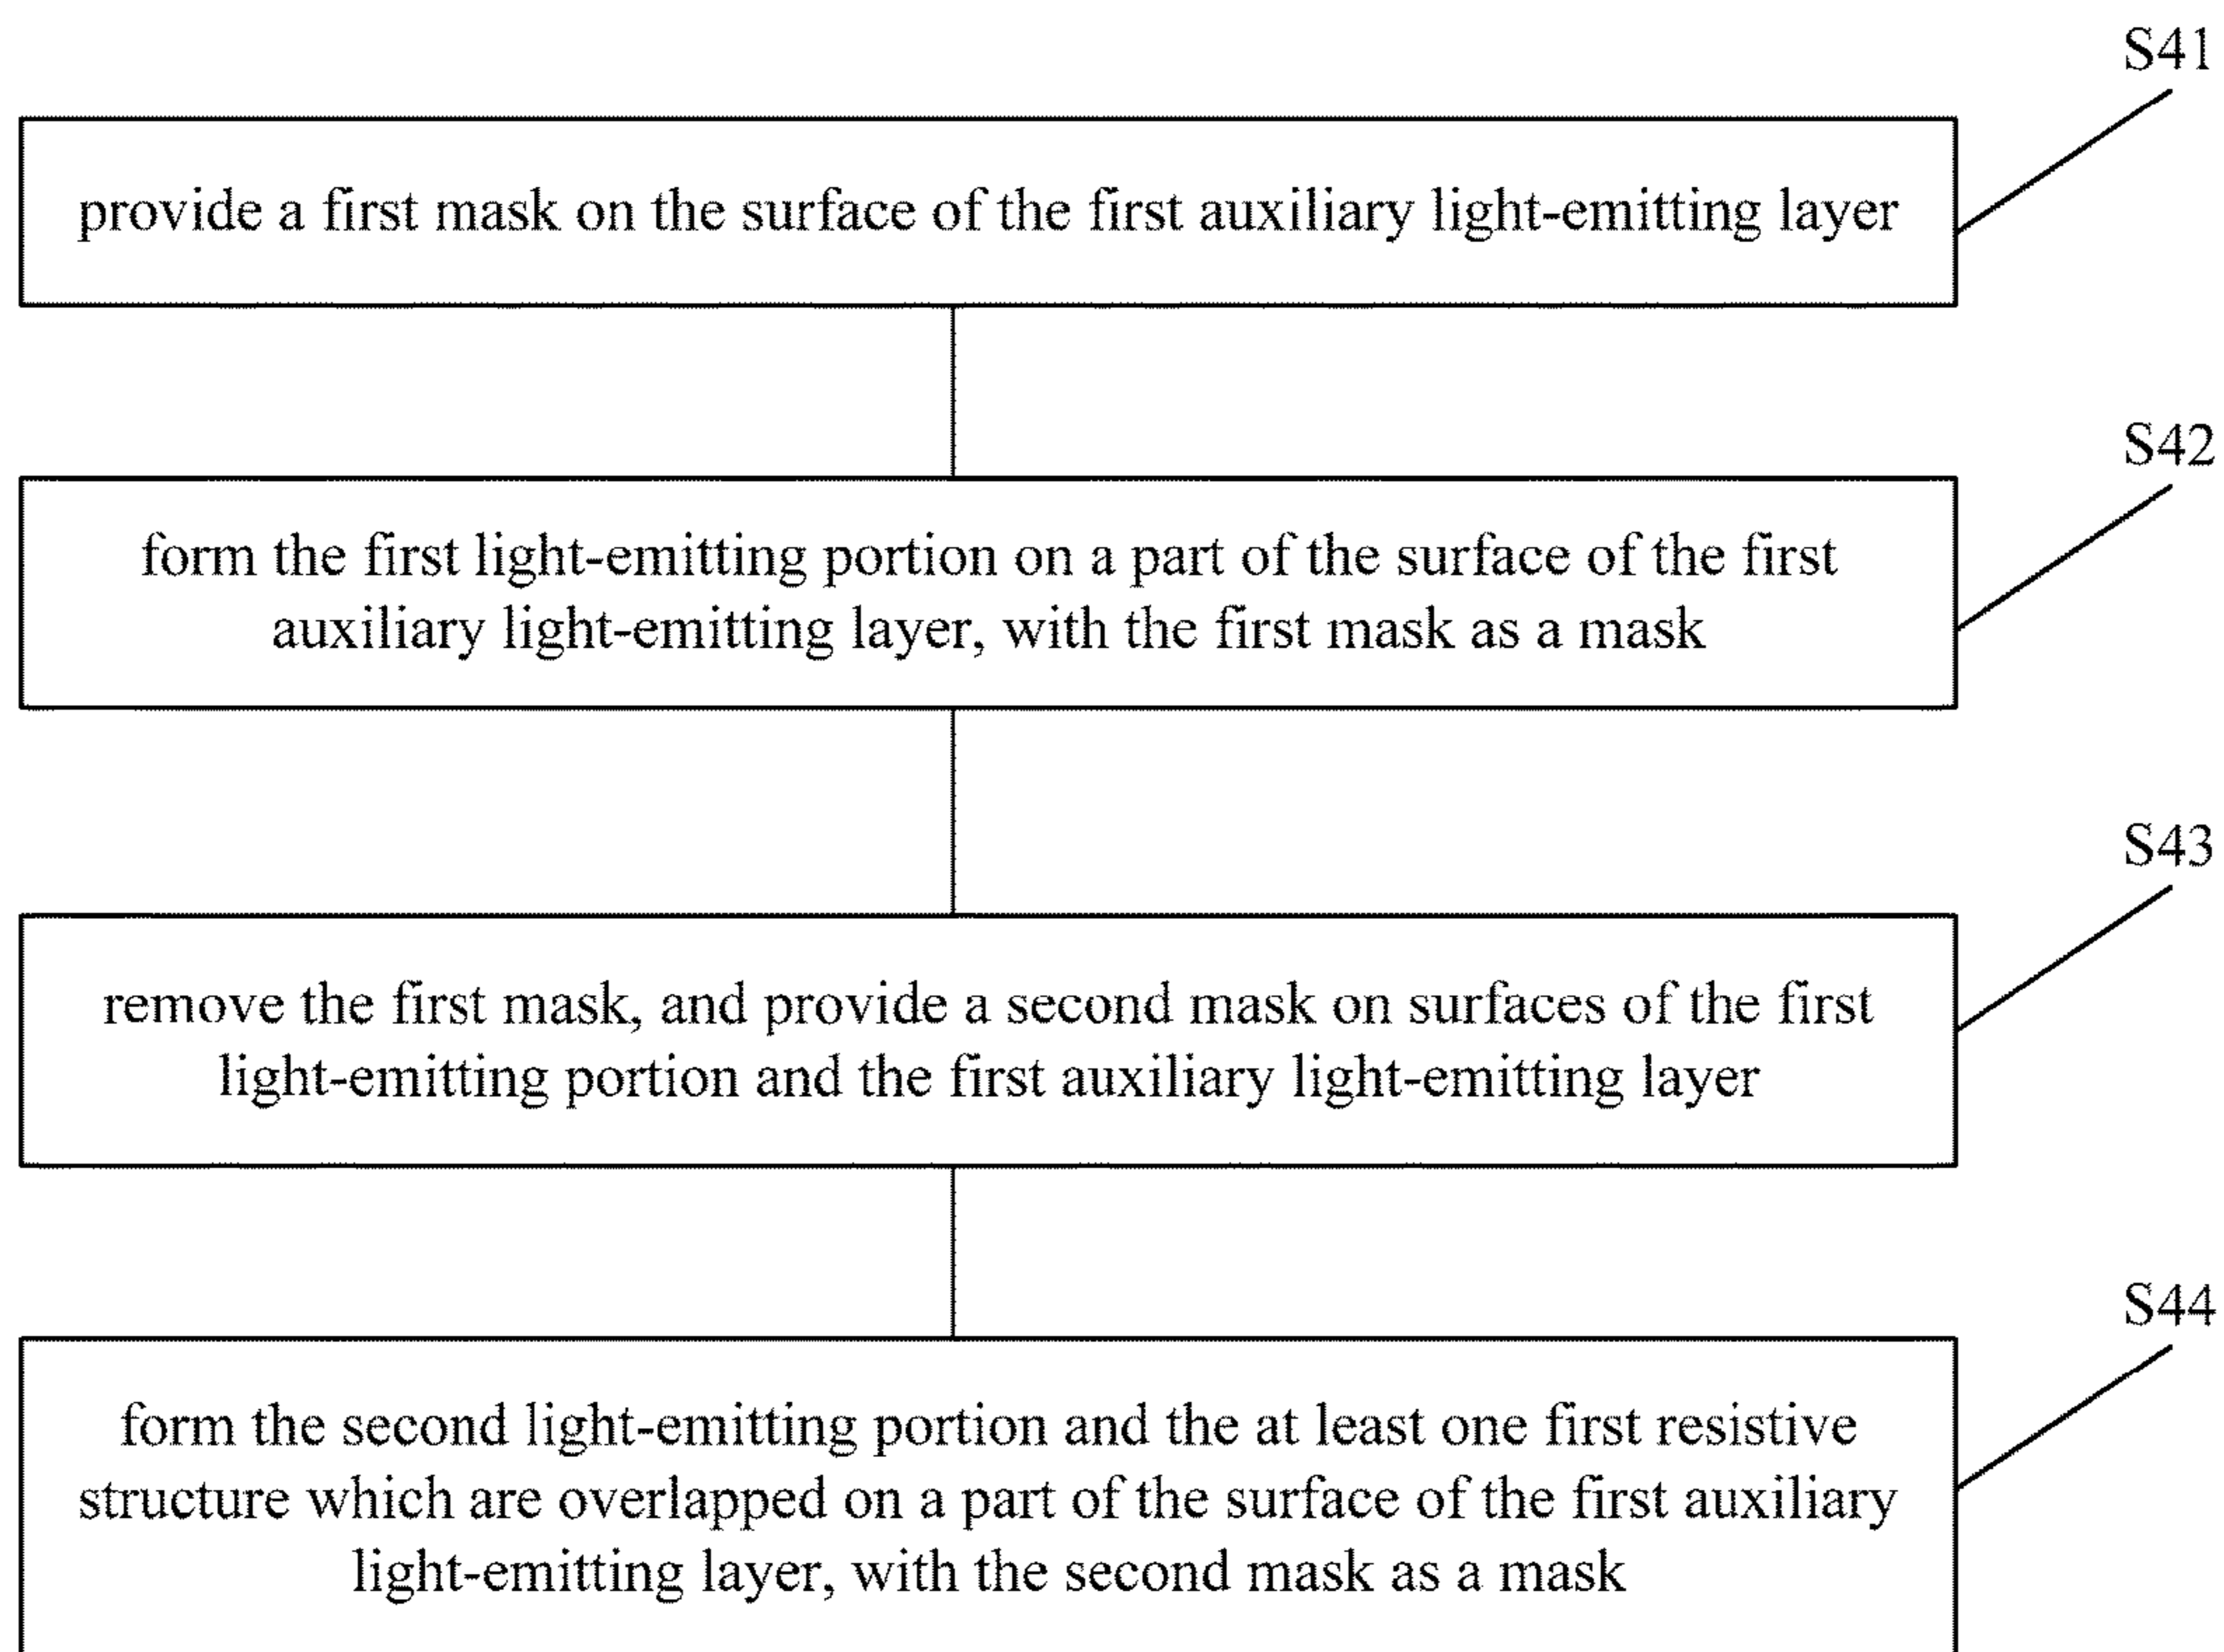 S41
provide a first mask on the surface of the first auxiliary light-emitting layer
S42
form the first light-emitting portion on a part of the surface of the first
auxiliary light-emitting layer, with the first mask as a mask
S43
remove the first mask, and provide a second mask on surfaces of the first
light-emitting portion and the first auxiliary light-emitting layer
S44
form the second light-emitting portion and the at least one first resistive
structure which are overlapped on a part of the surface of the first auxiliary
light-emitting layer, with the second mask as a mask